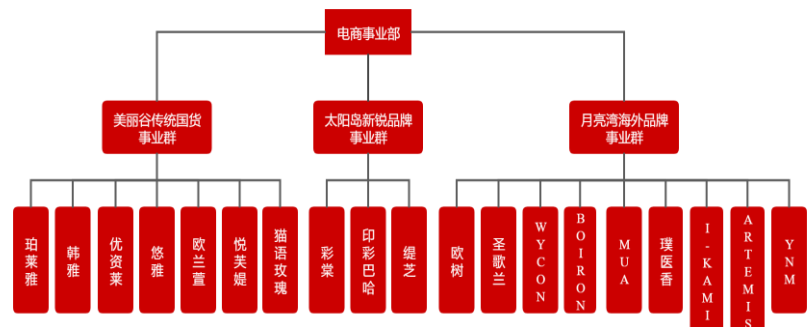 电商事业部
美丽谷传统国货
事业群
太阳岛新锐品牌
事业群
月亮湾海外品牌
事业群
珀莱雅
韩雅
优资莱
悠雅
欧兰萱
悦芙媞
猫语玫瑰
彩棠
印彩巴哈
缇芝
欧树
圣歌兰
WYCON
BOIRON
MUA
璞医香
I-KAMI
ARTEMIS
YNM